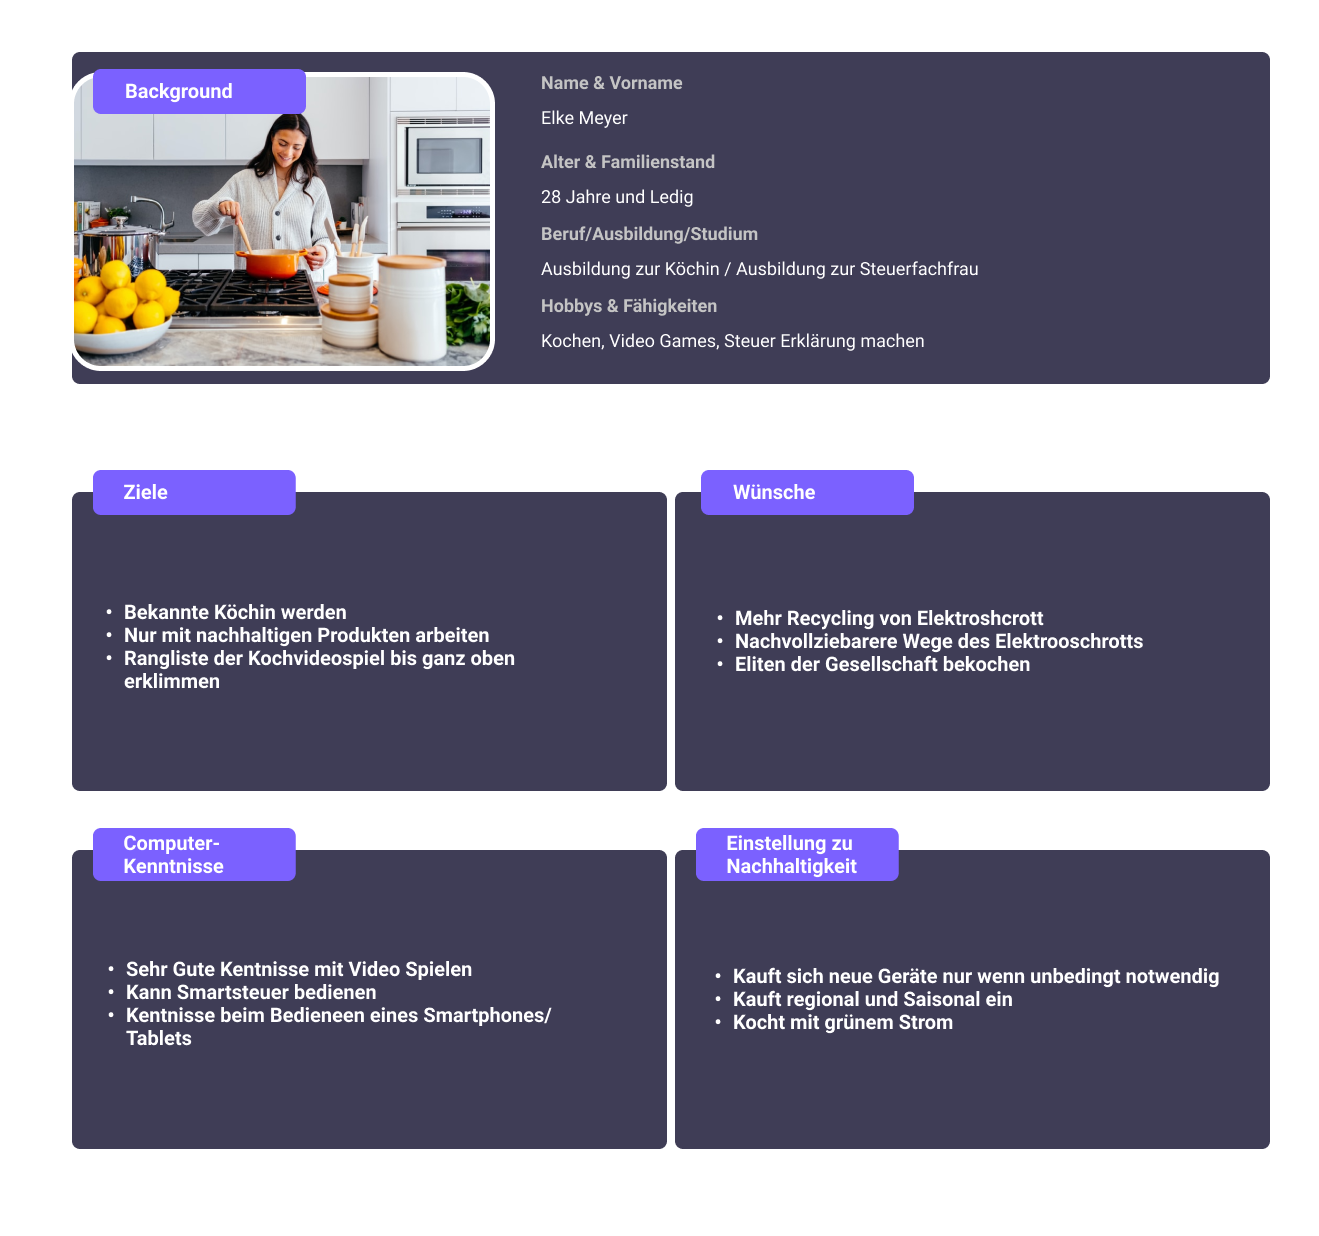 Background
Name & Vorname
Elke Meyer
Alter & Familienstand
28 Jahre und Ledig
Beruf/Ausbildung/Studium
Ausbildung zur Köchin / Ausbildung zur Steuerfachfrau
Hobbys & Fähigkeiten
Kochen, Video Games, Steuer Erklärung machen
Ziele
• Bekannte Köchin werden
• Nur mit nachhaltigen Produkten arbeiten
• Rangliste der Kochvideospiel bis ganz oben
erklimmen
Wünsche
• Mehr Recycling von Elektroshcrott
• Nachvollziebarere Wege des Elektrooschrotts
• Eliten der Gesellschaft bekochen
Computer-
Kenntnisse
• Sehr Gute Kentnisse mit Video Spielen
• Kann Smartsteuer bedienen
• Kentnisse beim Bedieneen eines Smartphones/
Tablets
Einstellung zu
Nachhaltigkeit
• Kauft sich neue Geräte nur wenn unbedingt notwendig
• Kauft regional und Saisonal ein
• Kocht mit grünem Strom